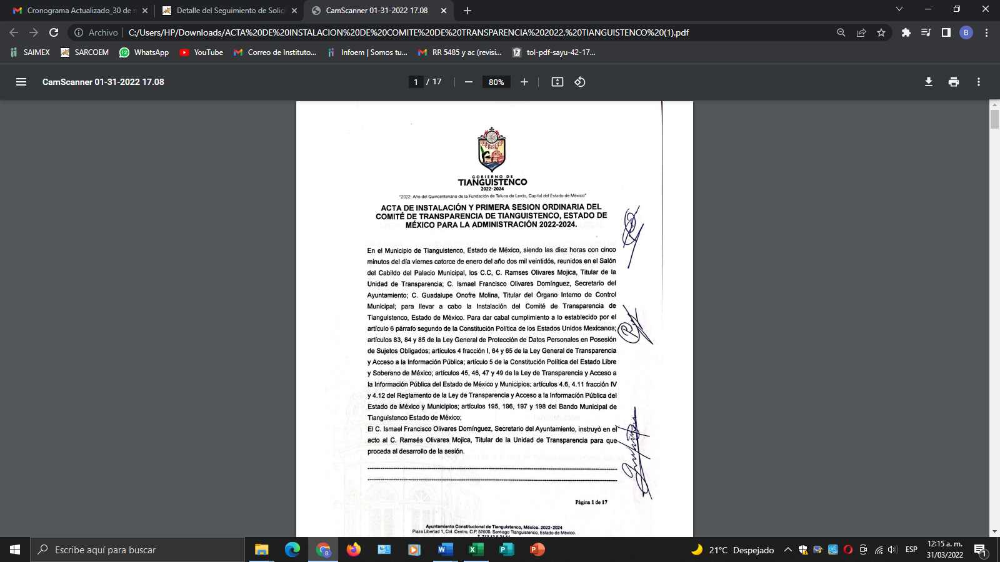 Cronograma Actualizado_30 de m
Detalle del Seguimiento de Solici
CamScanner 01-31-2022 17.08
Archivo
C:/Users/HP/Downloads/ACTA%20DE%20INSTALACION%20DE%20COMITE%20DE%20TRANSPARENCIA%202022.%20TIANGUISTENCO%20(1).pdf
B
SAIMEX
SARCOEM
12
WhatsApp
YouTube
Correo de Instituto...
Infoem | Somos tu...
RR 5485 y ac (revisi...
tol-pdf-sayu-42-17...
CamScanner 01-31-2022 17.08
1 / 17
80%
GOBIERNO DE
TIANGUISTENCO
2022-2024
"2022. Año del Quincentenario de la Fundación de Toluca de Lerdo, Capital del Estado de México"
ACTA DE INSTALACIÓN Y PRIMERA SESION ORDINARIA DEL
COMITÉ DE TRANSPARENCIA DE TIANGUISTENCO, ESTADO DE
MÉXICO PARA LA ADMINISTRACIÓN 2022-2024.
En el Municipio de Tianguistenco, Estado de México, siendo las diez horas con cinco
minutos del día viernes catorce de enero del año dos mil veintidós, reunidos en el Salón
del Cabildo del Palacio Municipal, los C.C, C. Ramses Olivares Mojica, Titular de la
Unidad de Transparencia; C. Ismael Francisco Olivares Domínguez, Secretario del
Ayuntamiento; C. Guadalupe Onofre Molina, Titular del Órgano Interno de Control
Municipal; para llevar a cabo la Instalación del Comité de Transparencia de
Tianguistenco, Estado de México. Para dar cabal cumplimiento a lo establecido por el
artículo 6 párrafo segundo de la Constitución Política de los Estados Unidos Mexicanos;
artículos 83, 84 y 85 de la Ley General de Protección de Datos Personales en Posesión
de Sujetos Obligados; artículos 4 fracción I, 64 y 65 de la Ley General de Transparencia
y Acceso a la Información Pública; artículo 5 de la Constitución Política del Estado Libre
y Soberano de México; artículos 45, 46, 47 y 49 de la Ley de Transparencia y Acceso a
la Información Pública del Estado de México y Municipios; artículos 4.6, 4.11 fracción IV
y 4.12 del Reglamento de la Ley de Transparencia y Acceso a la Información Pública del
Estado de México y Municipios; artículos 195, 196, 197 y 198 del Bando Municipal de
Tianguistenco Estado de México;
El C. Ismael Francisco Olivares Domínguez, Secretario del Ayuntamiento, instruyó en el
acto al C. Ramsés Olivares Mojica, Titular de la Unidad de Transparencia para que
proceda al desarrollo de la sesión.
Página 1 de 17
Ayuntamiento Constitucional de Tianguistenco, México. 2022-2024
Plaza Libertad 1, Col. Centro, C.P. 52600. Santiago Tianguistenco, Estado de México.
Escribe aquí para buscar
21°C Despejado
ESP
12:15 a. m.
31/03/2022
1